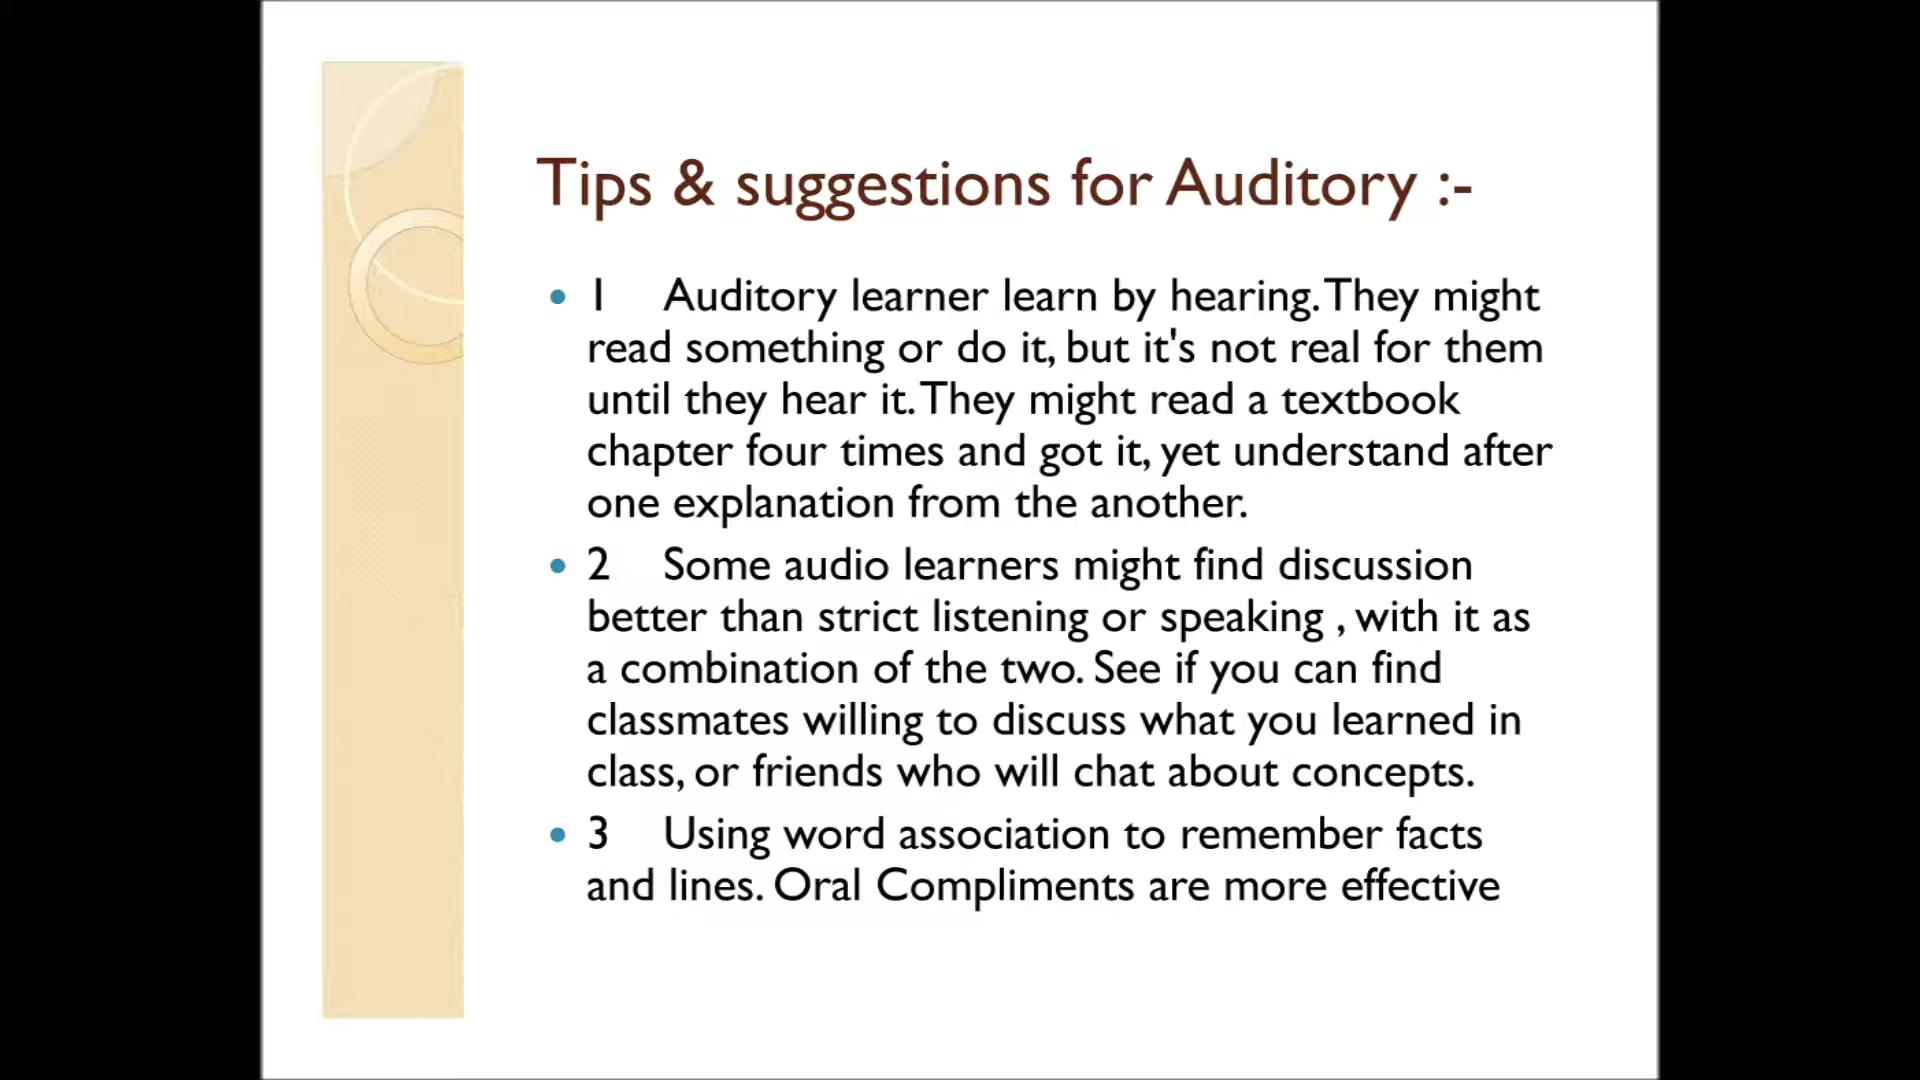 Tips & suggestions for Auditory :-
• 1 Auditory learner learn by hearing. They might
read something or do it, but it's not real for them
until they hear it. They might read a textbook
chapter four times and got it, yet understand after
one explanation from the another.
• 2 Some audio learners might find discussion
better than strict listening or speaking , with it as
a combination of the two. See if you can find
classmates willing to discuss what you learned in
class, or friends who will chat about concepts.
• 3 Using word association to remember facts
and lines. Oral Compliments are more effective